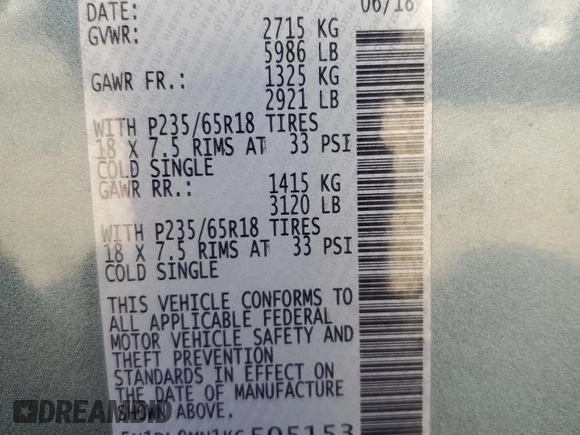 DATE: 06/18
GVWR: 2715 KG
5986 LB
GAWR FR.: 1325 KG
2921 LB
WITH P235/65R18 TIRES
18 X 7.5 RIMS AT 33 PSI
COLD SINGLE
GAWR RR.: 1415 KG
3120 LB
WITH P235/65R18 TIRES
18 X 7.5 RIMS AT 33 PSI
COLD SINGLE
THIS VEHICLE CONFORMS TO
ALL APPLICABLE FEDERAL
MOTOR VEHICLE SAFETY AND
THEFT PREVENTION
STANDARDS IN EFFECT ON
THE DATE OF MANUFACTURE
SHOWN ABOVE.
DREAMBID